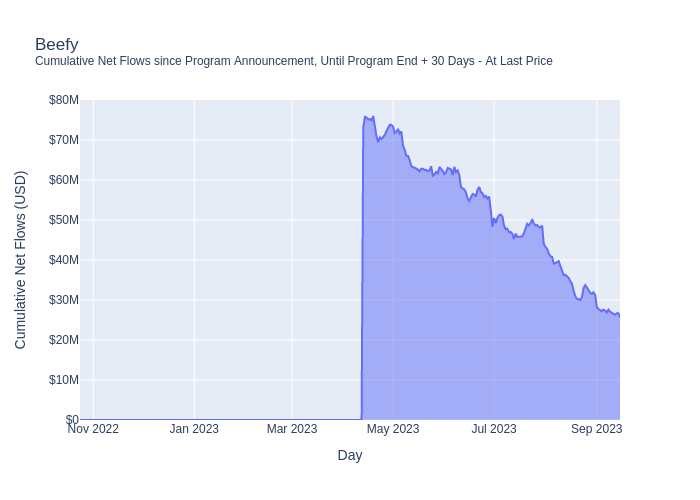 Beefy
Cumulative Net Flows since Program Announcement, Until Program End + 30 Days - At Last Price
$80M
$70M
$60M
$50M
$40M
$30M
$20M
$10M
$0
Cumulative Net Flows (USD)
Nov 2022
Jan 2023
Mar 2023
May 2023
Jul 2023
Sep 2023
Day